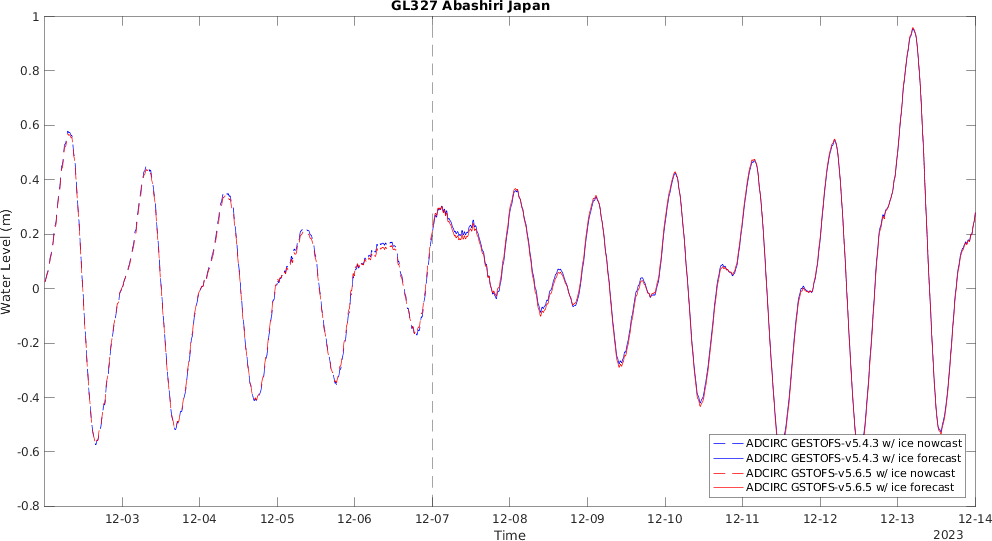 GL327 Abashiri Japan
1
0.8
0.6
0.4
0.2
0
-0.2
-0.4
-0.6
-0.8
Water Level (m)
ADCIRC GESTOFS-v5.4.3 w/ ice nowcast
ADCIRC GESTOFS-v5.4.3 w/ ice forecast
ADCIRC GSTOFS-v5.6.5 w/ ice nowcast
ADCIRC GSTOFS-v5.6.5 w/ ice forecast
12-03 12-04 12-05 12-06 12-07 12-08 12-09 12-10 12-11 12-12 12-13 12-14
Time
2023